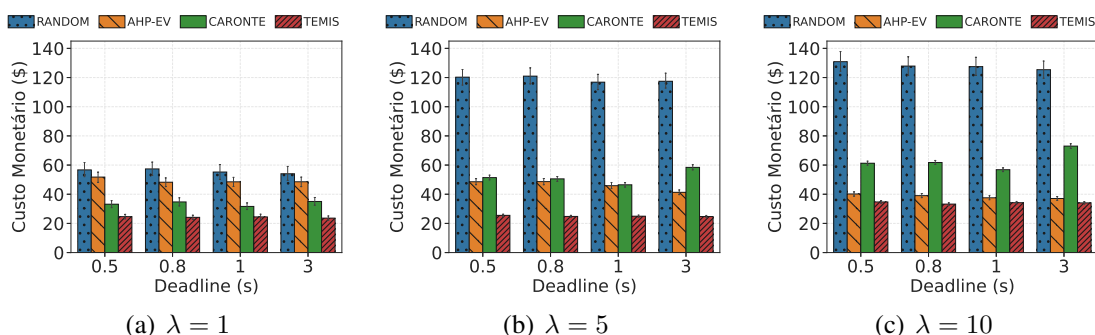 RANDOM AHP-EV CARONTE TEMIS
140
120
100
80
60
40
20
0
Custo Monetário ($)
0.5 0.8 1 3
Deadline (s)
(a) λ = 1
RANDOM AHP-EV CARONTE TEMIS
140
120
100
80
60
40
20
0
Custo Monetário ($)
0.5 0.8 1 3
Deadline (s)
(b) λ = 5
RANDOM AHP-EV CARONTE TEMIS
140
120
100
80
60
40
20
0
Custo Monetário ($)
0.5 0.8 1 3
Deadline (s)
(c) λ = 10